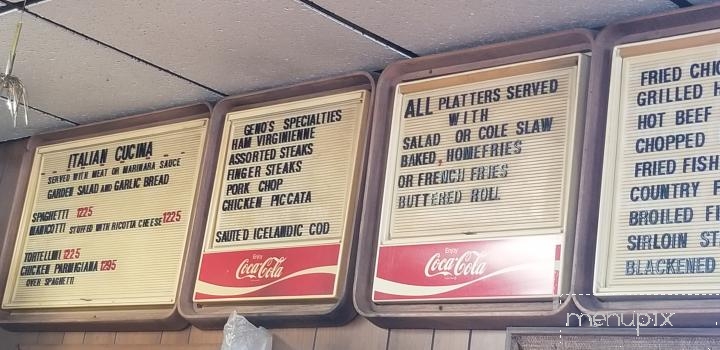 ITALIAN CUCINA
SERVED WITH MEAT OR MARINARA SAUCE
GARDEN SALAD AND GARLIC BREAD
SPAGHETTI 1225
MANICOTTI STUFFED WITH RICOTTA CHEESE 1225
TORTELLINI 1225
CHICKEN PARMIGIANA 1295
OVER SPAGHETTI
GENO'S SPECIALTIES
HAM VIRGINIENNE
ASSORTED STEAKS
FINGER STEAKS
PORK CHOP
CHICKEN PICCATA
SAUTE'D ICELANDIC COD
Enjoy
Coca-Cola
ALL PLATTERS SERVED
WITH
SALAD OR COLE SLAW
BAKED, HOMEFRIES
OR FRENCH FRIES
BUTTERED ROLL
Enjoy
Coca-Cola
FRIED CHIC
GRILLED H
HOT BEEF
CHOPPED
FRIED FISH
COUNTRY
BROILED FI
SIRLOIN ST
BLACKENED
menupix